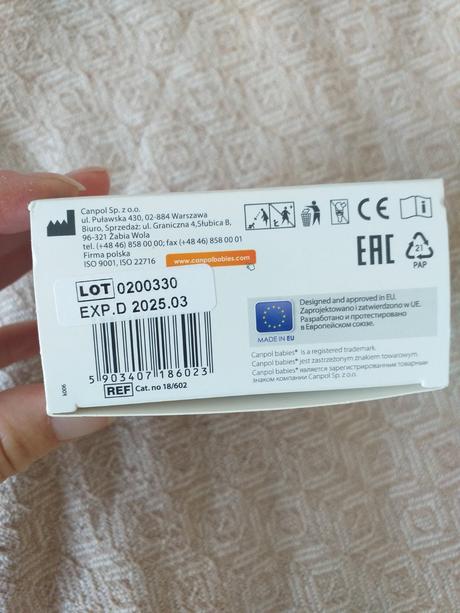 Canpol Sp. z o.o.
ul. Puławska 430, 02-884 Warszawa
Biuro, Sprzedaż: ul. Graniczna 4,Słubica B,
96-321 Żabia Wola
tel. (+48 46) 858 00 00; fax (+48 46) 858 00 01
Firma polska
ISO 9001, ISO 22716
www.canpolbabies.com
CE
EAC
21
PAP
LOT 0200330
EXP.D 2025.03
5 903407 186023
REF Cat. no 18/602
MADE IN EU
Designed and approved in EU.
Zaprojektowano i zatwierdzono w UE.
Разработано и протестировано
в Европейском союзе.
Canpol babies® Is a registered trademark.
Canpol babies® jest zastrzeżonym znakiem towarowym.
Canpol babies® является зарегистрированным товарным
знаком компании Canpol Sp. z o.o.